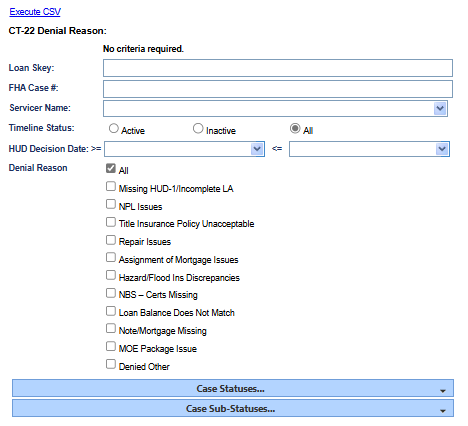 Execute CSV
CT-22 Denial Reason:
No criteria required.
Loan Skey:
FHA Case #:
Servicer Name:
Timeline Status: Active Inactive All
HUD Decision Date: >= <=
Denial Reason All
Missing HUD-1/Incomplete LA
NPL Issues
Title Insurance Policy Unacceptable
Repair Issues
Assignment of Mortgage Issues
Hazard/Flood Ins Discrepancies
NBS – Certs Missing
Loan Balance Does Not Match
Note/Mortgage Missing
MOE Package Issue
Denied Other
Case Statuses...
Case Sub-Statuses...